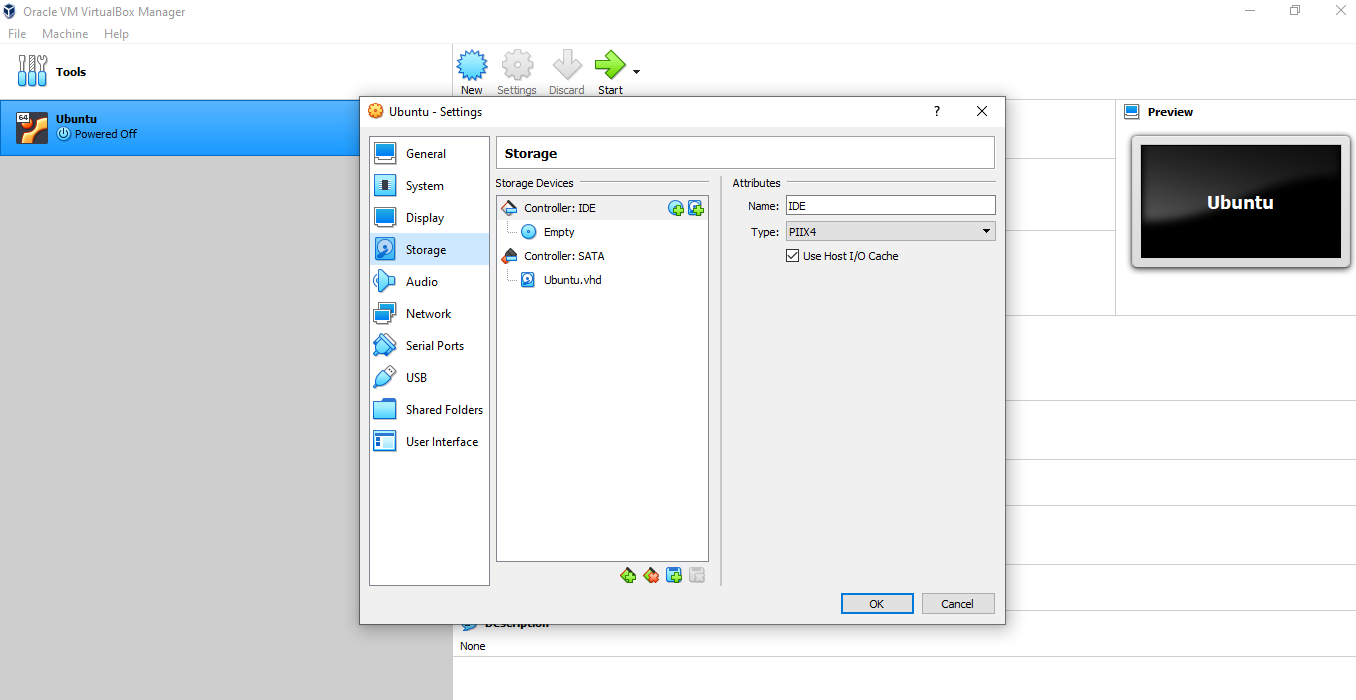 Oracle VM VirtualBox Manager
File Machine Help
Tools
New Settings Discard Start
64
Ubuntu
Powered Off
Ubuntu - Settings
?
General
System
Display
Storage
Audio
Network
Serial Ports
USB
Shared Folders
User Interface
Storage
Storage Devices
Controller: IDE
Empty
Controller: SATA
Ubuntu.vhd
Attributes
Name: IDE
Type: PIIX4
Use Host I/O Cache
OK Cancel
Preview
Ubuntu
Description
None